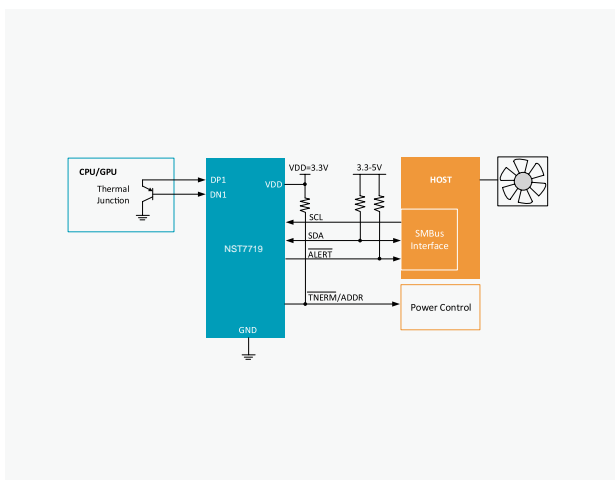 CPU/GPU
Thermal
Junction
DP1
DN1
VDD
NST7719
GND
VDD=3.3V
3.3-5V
SCL
SDA
ALERT
TNERM/ADDR
HOST
SMBus
Interface
Power Control